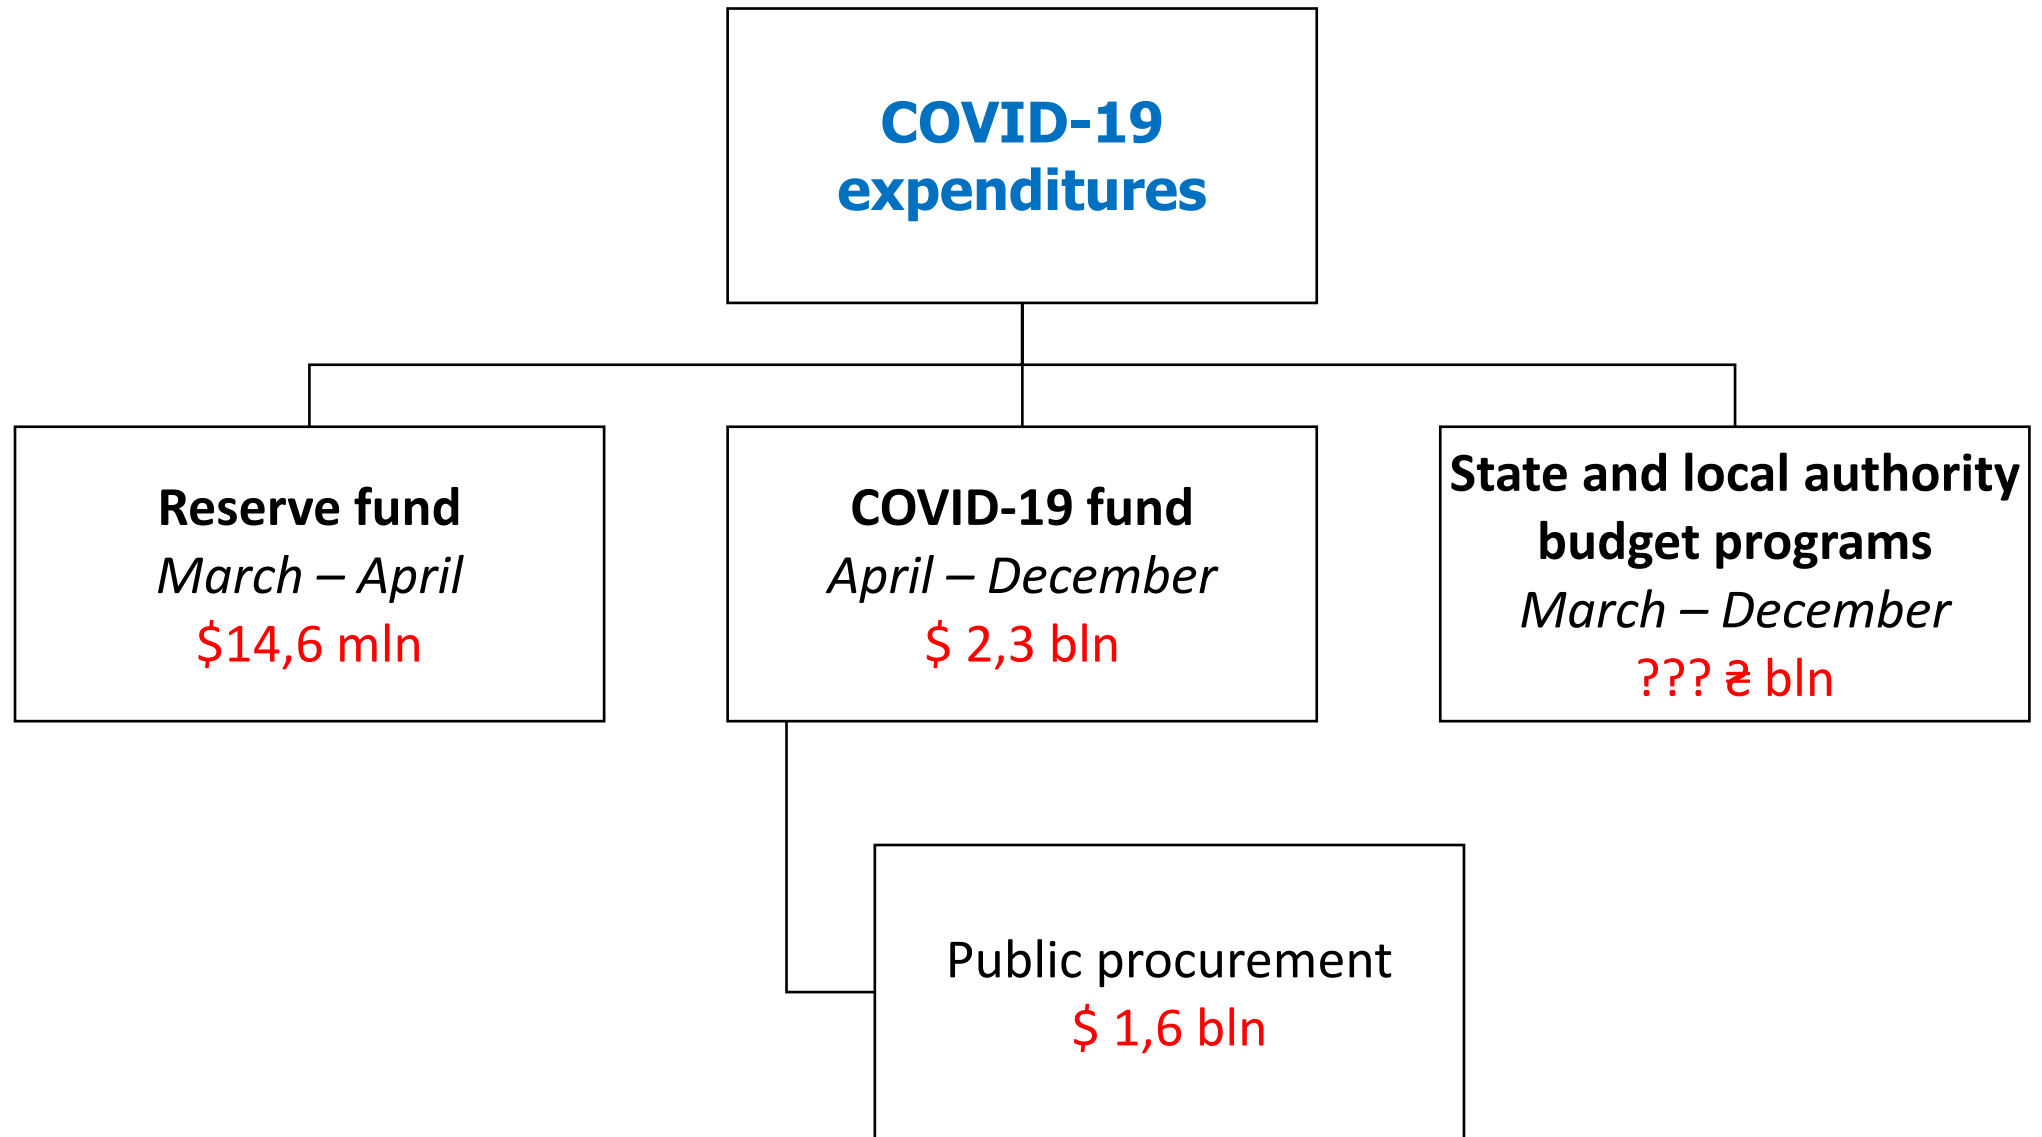 COVID-19
expenditures
Reserve fund
March – April
$14,6 mln
COVID-19 fund
April – December
$ 2,3 bln
State and local authority
budget programs
March – December
??? ₴ bln
Public procurement
$ 1,6 bln